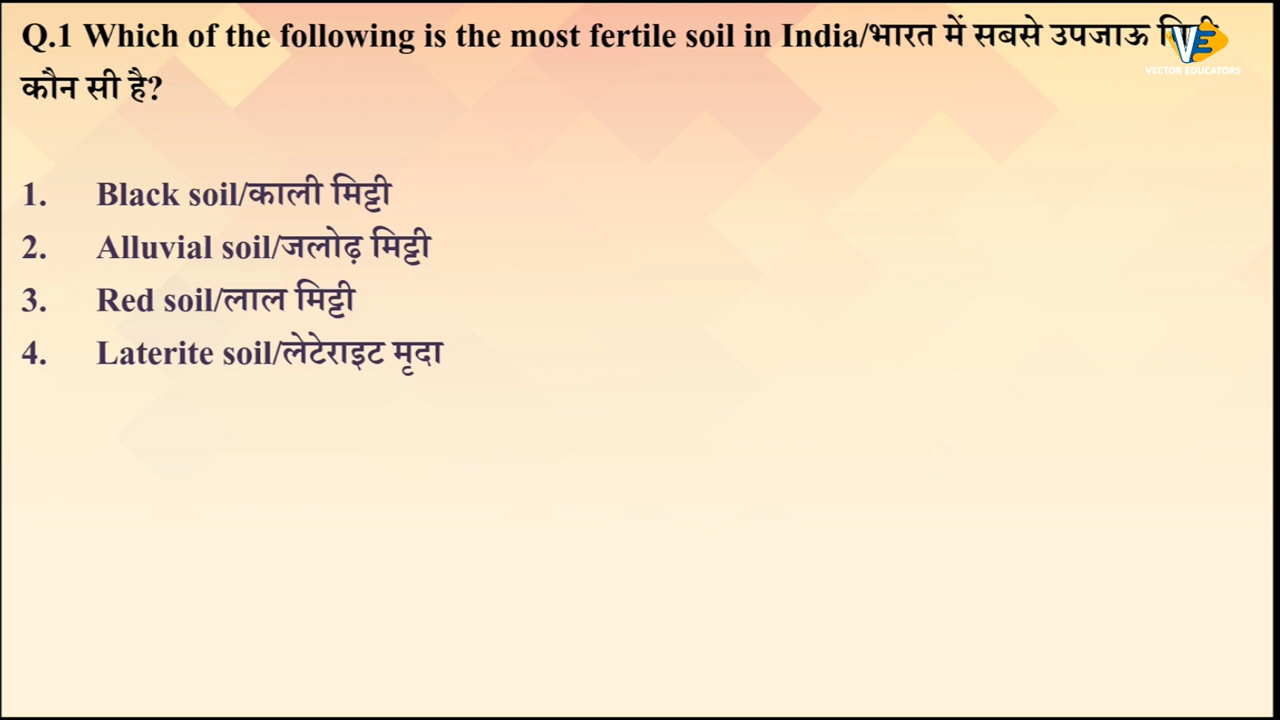 Q.1 Which of the following is the most fertile soil in India/भारत में सबसे उपजाऊ
कौन सी है?
1. Black soil/काली मिट्टी
2. Alluvial soil/जलोढ़ मिट्टी
3. Red soil/लाल मिट्टी
4. Laterite soil/लेटेराइट मृदा
VE
VECTOR EDUCATORS